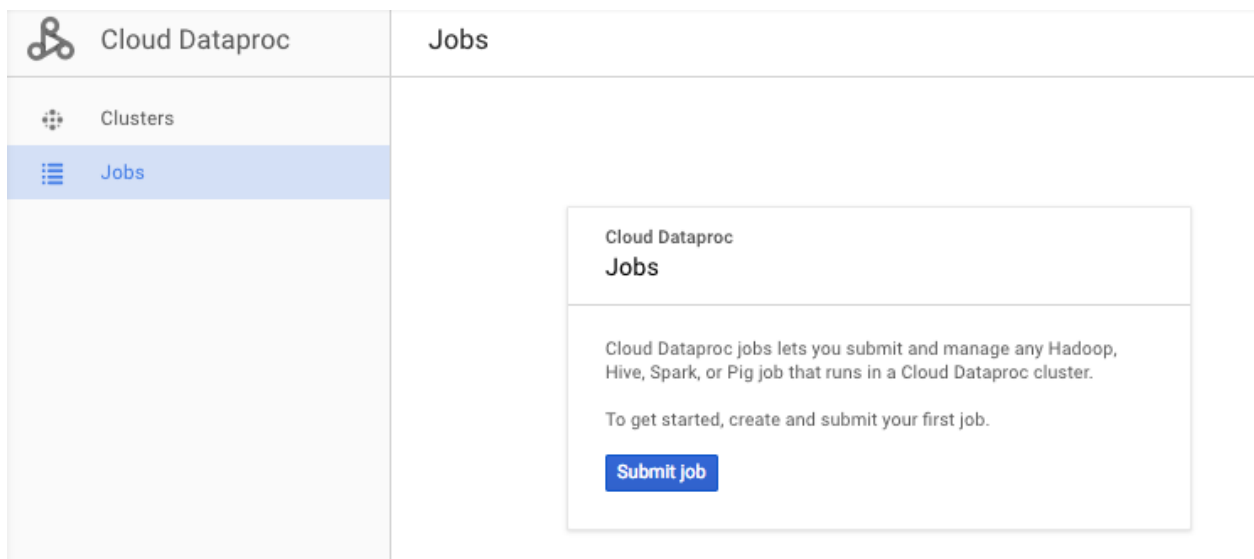 Cloud Dataproc
Jobs
Clusters
Jobs
Cloud Dataproc
Jobs
Cloud Dataproc jobs lets you submit and manage any Hadoop,
Hive, Spark, or Pig job that runs in a Cloud Dataproc cluster.
To get started, create and submit your first job.
Submit job